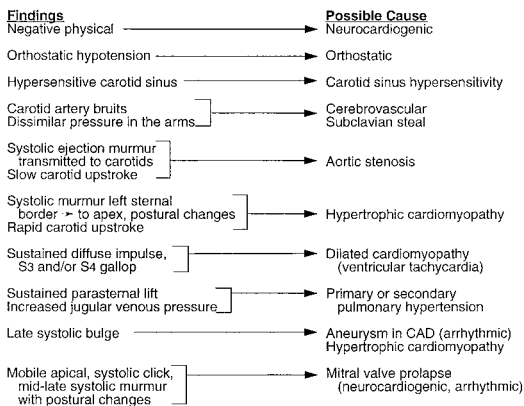 Findings Possible Cause
Negative physical Neurocardiogenic
Orthostatic hypotension Orthostatic
Hypersensitive carotid sinus Carotid sinus hypersensitivity
Carotid artery bruits Cerebrovascular
Dissimilar pressure in the arms Subclavian steal
Systolic ejection murmur
transmitted to carotids Aortic stenosis
Slow carotid upstroke
Systolic murmur left sternal
border ➢ to apex, postural changes Hypertrophic cardiomyopathy
Rapid carotid upstroke
Sustained diffuse impulse, Dilated cardiomyopathy
S3 and/or S4 gallop (ventricular tachycardia)
Sustained parasternal lift Primary or secondary
Increased jugular venous pressure pulmonary hypertension
Late systolic bulge Aneurysm in CAD (arrhythmic)
Hypertrophic cardiomyopathy
Mobile apical, systolic click, Mitral valve prolapse
mid-late systolic murmur (neurocardiogenic, arrhythmic)
with postural changes